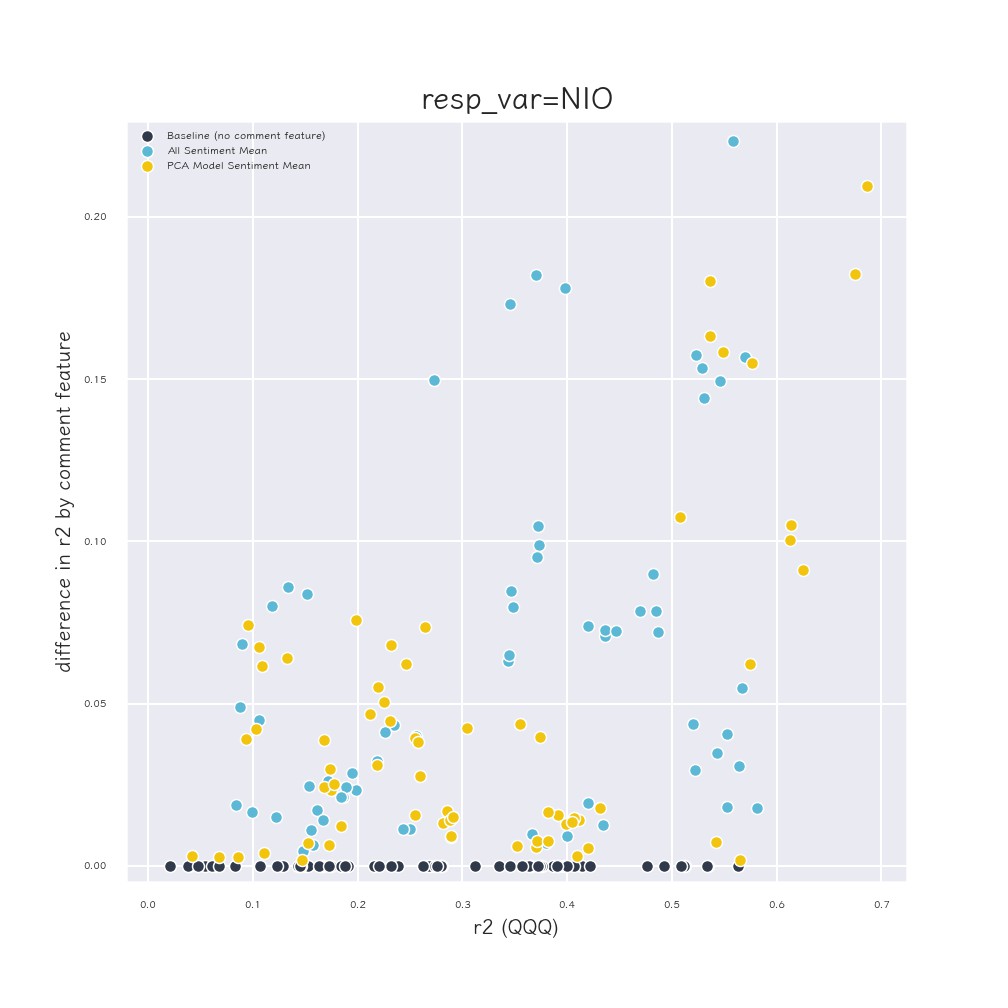 resp_var=NIO
Baseline (no comment feature)
All Sentiment Mean
PCA Model Sentiment Mean
difference in r2 by comment feature
0.20
0.15
0.10
0.05
0.00
0.0 0.1 0.2 0.3 0.4 0.5 0.6 0.7
r2 (QQQ)